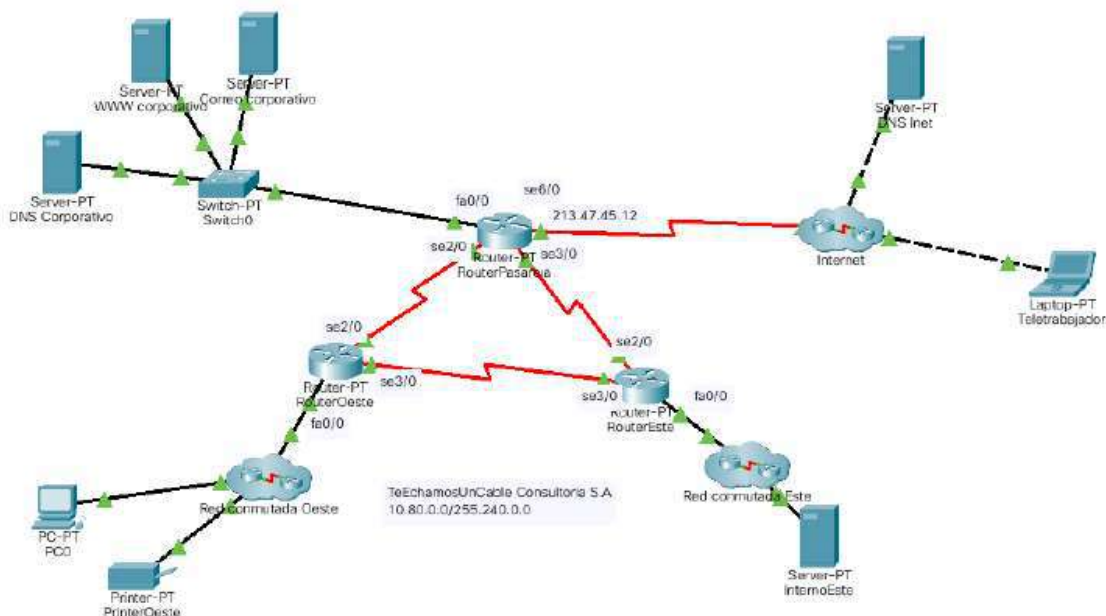 Server-PT
WWW corporativo
Server-PT
Correo corporativo
Server-PT
DNS Inet
Server-PT
DNS Corporativo
Switch-PT
Switch0
fa0/0
se6/0
213.47.45.12
se2/0
se3/0
Router-PT
RouterPasarela
Internet
Laptop-PT
Teletrabajador
se2/0
Router-PT
RouterOeste
se3/0
fa0/0
se2/0
se3/0
Router-PT
RouterEste
fa0/0
Red conmutada Oeste
Red conmutada Este
TeEchamosUnCable Consultoria S.A
10.80.0.0/255.240.0.0
PC-PT
PC0
Printer-PT
PrinterOeste
Server-PT
InternoEste